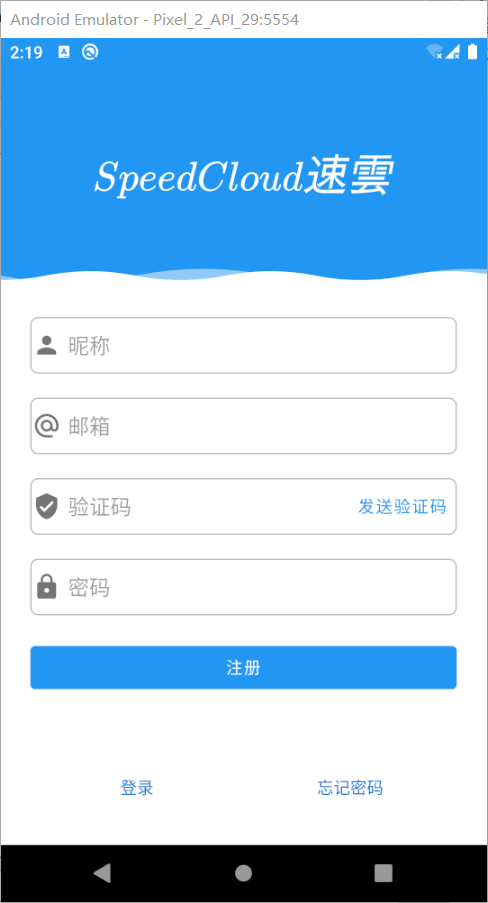 Android Emulator - Pixel_2_API_29:5554
2:19
SpeedCloud速雲
昵称
邮箱
验证码 发送验证码
密码
注册
登录 忘记密码